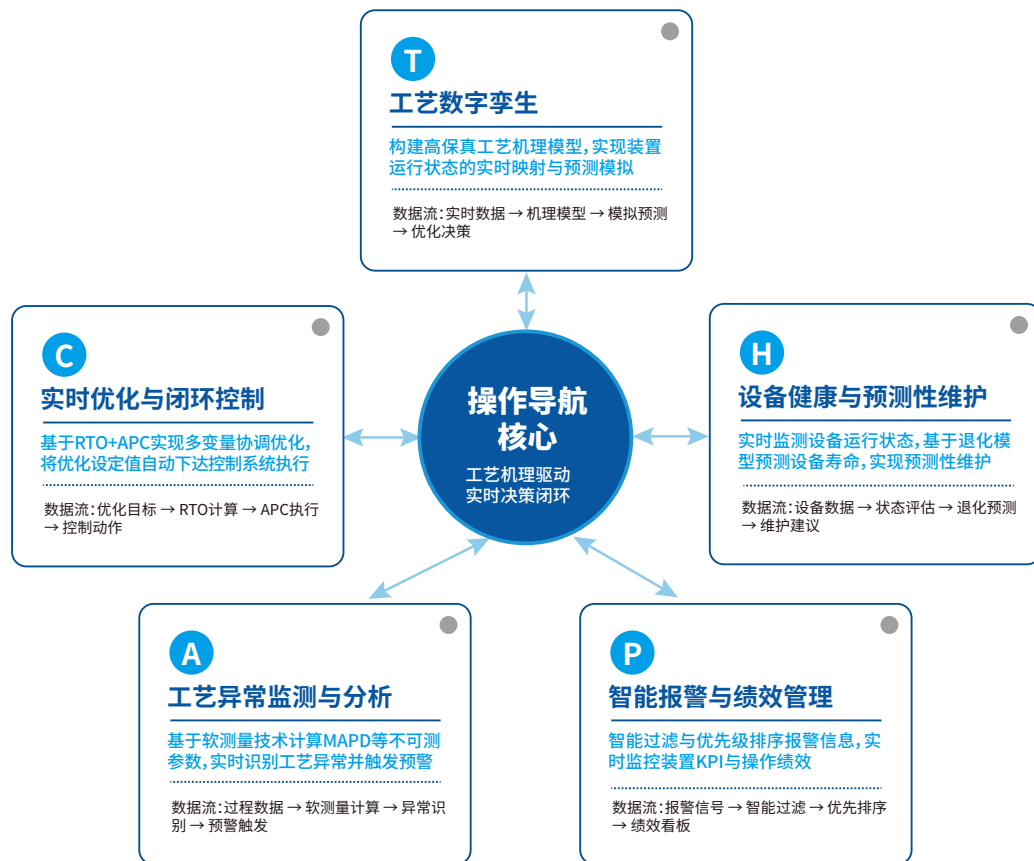 T
工艺数字孪生
构建高保真工艺机理模型，实现装置
运行状态的实时映射与预测模拟
数据流：实时数据 → 机理模型 → 模拟预测
→ 优化决策
C
实时优化与闭环控制
基于RTO+APC实现多变量协调优化，
将优化设定值自动下达控制系统执行
数据流：优化目标 → RTO计算 → APC执行
→ 控制动作
操作导航
核心
工艺机理驱动
实时决策闭环
H
设备健康与预测性维护
实时监测设备运行状态，基于退化模
型预测设备寿命，实现预测性维护
数据流：设备数据 → 状态评估 → 退化预测
→ 维护建议
A
工艺异常监测与分析
基于软测量技术计算MAPD等不可测
参数，实时识别工艺异常并触发预警
数据流：过程数据 → 软测量计算 → 异常识
别 → 预警触发
P
智能报警与绩效管理
智能过滤与优先级排序报警信息，实
时监控装置KPI与操作绩效
数据流：报警信号 → 智能过滤 → 优先排序
→ 绩效看板